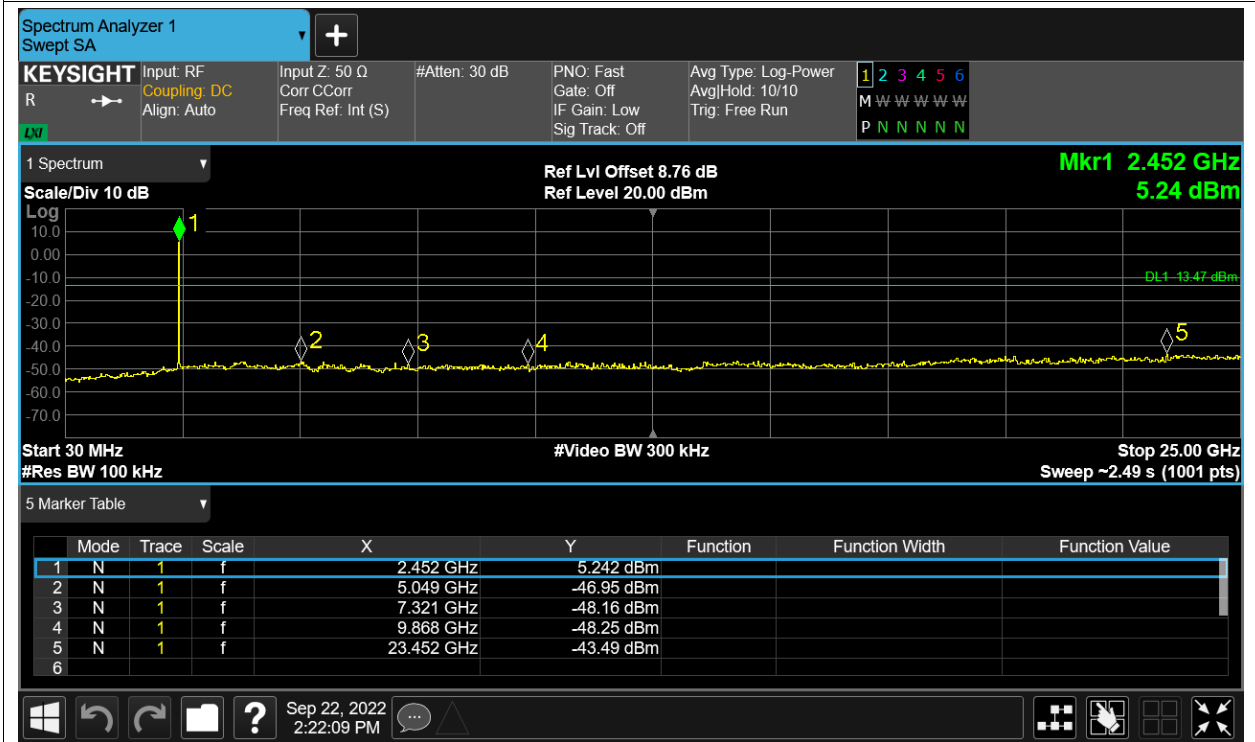 Spectrum Analyzer 1
Swept SA
KEYSIGHT
R
LXI
Input: RF
Coupling: DC
Align: Auto
Input Z: 50 Ω
Corr CCorr
Freq Ref: Int (S)
#Atten: 30 dB
PNO: Fast
Gate: Off
IF Gain: Low
Sig Track: Off
Avg Type: Log-Power
Avg|Hold: 10/10
Trig: Free Run
1 2 3 4 5 6
M W W W W W
P N N N N N
1 Spectrum
Scale/Div 10 dB
Ref Lvl Offset 8.76 dB
Ref Level 20.00 dBm
Mkr1 2.452 GHz
5.24 dBm
Log
10.0
0.00
-10.0
-20.0
-30.0
-40.0
-50.0
-60.0
-70.0
1
2
3
4
5
DL1 -13.47 dBm
Start 30 MHz
#Res BW 100 kHz
#Video BW 300 kHz
Stop 25.00 GHz
Sweep ~2.49 s (1001 pts)
5 Marker Table
Mode Trace Scale X Y Function Function Width Function Value
1 N 1 f 2.452 GHz 5.242 dBm
2 N 1 f 5.049 GHz -46.95 dBm
3 N 1 f 7.321 GHz -48.16 dBm
4 N 1 f 9.868 GHz -48.25 dBm
5 N 1 f 23.452 GHz -43.49 dBm
6
?
Sep 22, 2022
2:22:09 PM